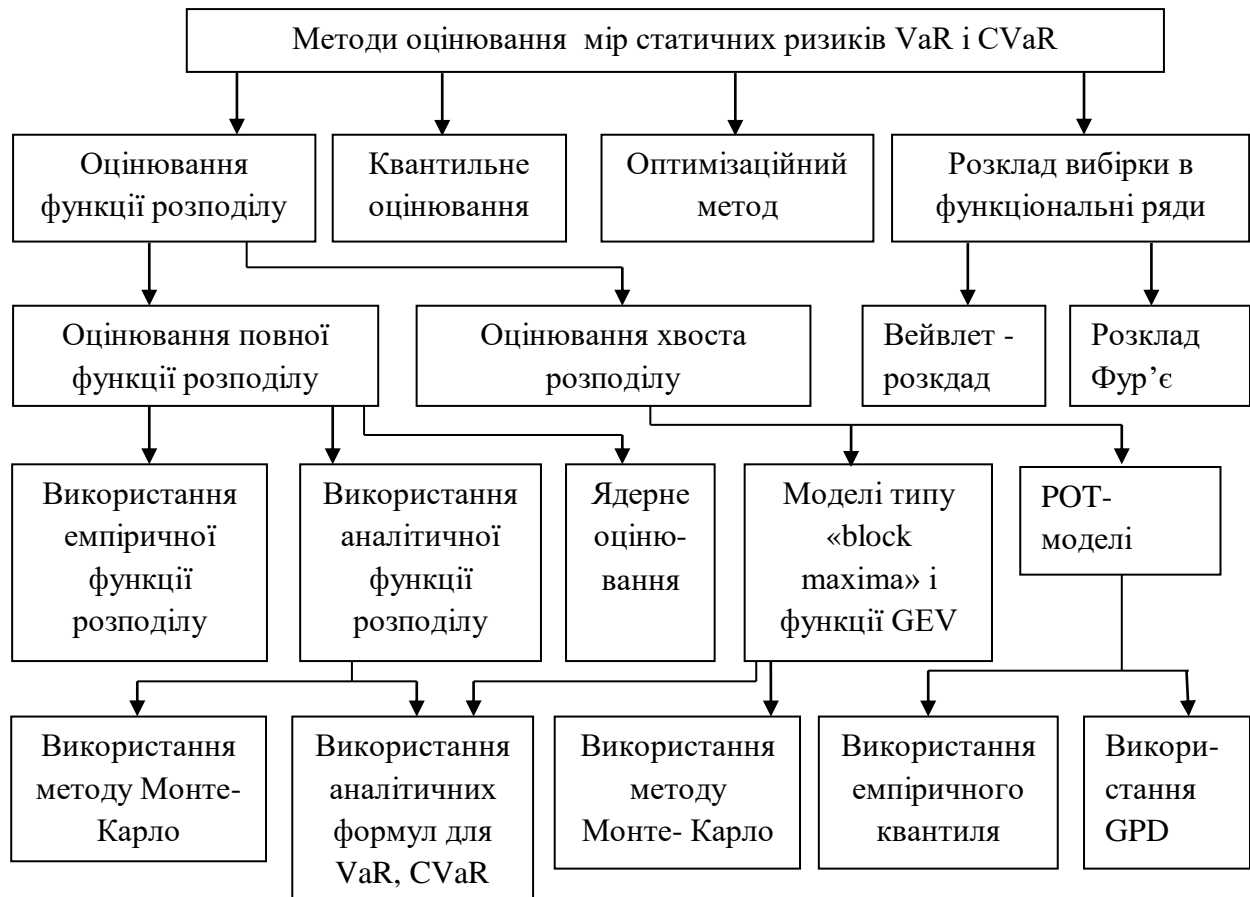 Методи оцінювання мір статичних ризиків VaR і CVaR
Оцінювання
функції розподілу
Квантильне
оцінювання
Оптимізаційний
метод
Розклад вибірки в
функціональні ряди
Оцінювання повної
функції розподілу
Оцінювання хвоста
розподілу
Вейвлет -
розкдад
Розклад
Фур’є
Використання
емпіричної
функції
розподілу
Використання
аналітичної
функції
розподілу
Ядерне
оціню-
вання
Моделі типу
«block
maxima» і
функції GEV
POT-
моделі
Використання
методу Монте-
Карло
Використання
аналітичних
формул для
VaR, CVaR
Використання
методу
Монте- Карло
Використання
емпіричного
квантиля
Викори-
стання
GPD